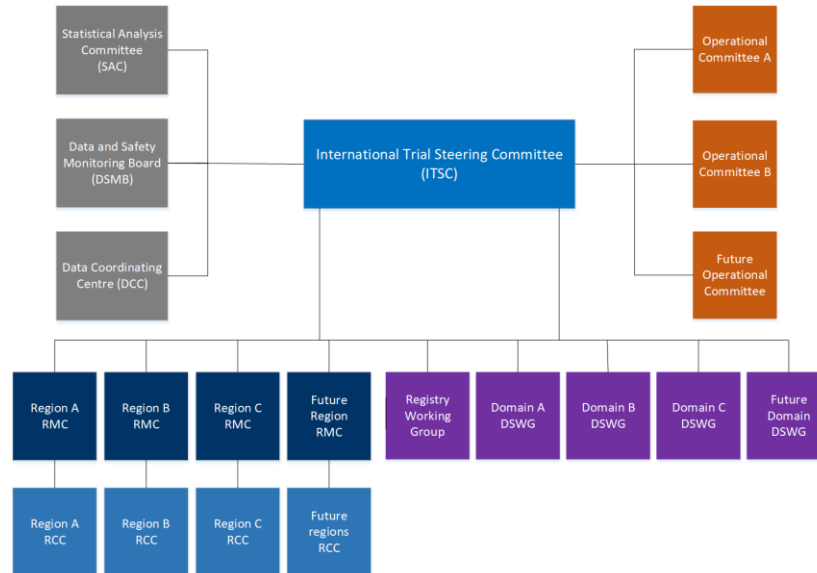 Statistical Analysis
Committee
(SAC)
Operational
Committee A
Data and Safety
Monitoring Board
(DSMB)
International Trial Steering Committee
(ITSC)
Operational
Committee B
Data Coordinating
Centre (DCC)
Future
Operational
Committee
Region A
RMC
Region B
RMC
Region C
RMC
Future
Region
RMC
Registry
Working
Group
Domain A
DSWG
Domain B
DSWG
Domain C
DSWG
Future
Domain
DSWG
Region A
RCC
Region B
RCC
Region C
RCC
Future
regions
RCC